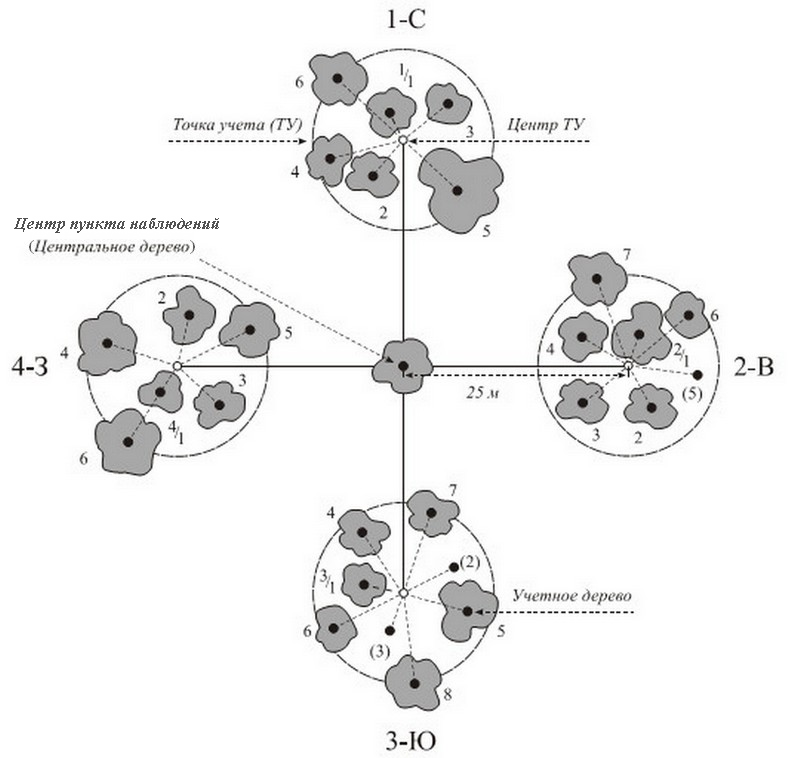 1-С
6
1/1
3
Точка учета (ТУ)
Центр ТУ
4
2
5
Центр пункта наблюдений
(Центральное дерево)
7
2
5
4
6
4
2/1
4-З
2-В
3
25 м
(5)
4/1
3
2
6
7
4
(2)
3/1
Учетное дерево
6
5
(3)
8
3-Ю